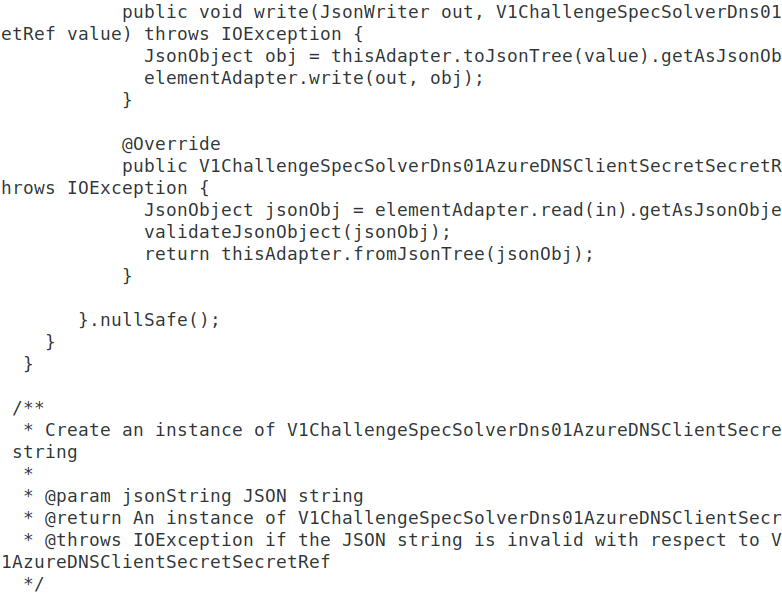 public void write(JsonWriter out, V1ChallengeSpecSolverDns01
etRef value) throws IOException {
JsonObject obj = thisAdapter.toJsonTree(value).getAsJsonOb
elementAdapter.write(out, obj);
}
@Override
public V1ChallengeSpecSolverDns01AzureDNSClientSecretSecretR
hrows IOException {
JsonObject jsonObj = elementAdapter.read(in).getAsJsonObje
validateJsonObject(jsonObj);
return thisAdapter.fromJsonTree(jsonObj);
}
}.nullSafe();
}
}
/**
* Create an instance of V1ChallengeSpecSolverDns01AzureDNSClientSecre
string
*
* @param jsonString JSON string
* @return An instance of V1ChallengeSpecSolverDns01AzureDNSClientSecr
* @throws IOException if the JSON string is invalid with respect to V
1AzureDNSClientSecretSecretRef
*/